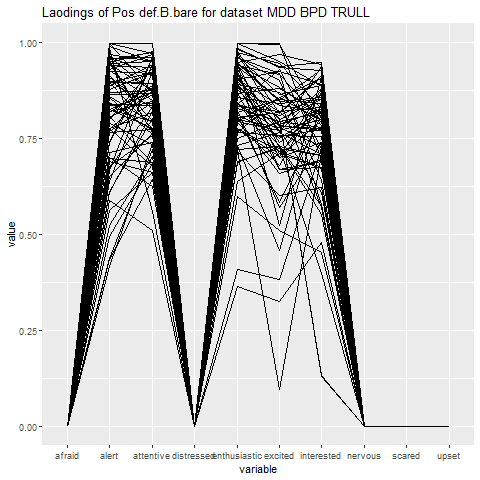 Laodings of Pos def.B.bare for dataset MDD BPD TRULL
1.00
0.75
0.50
0.25
0.00
value
afraid alert attentive distressed enthusiastic excited interested nervous scared upset
variable